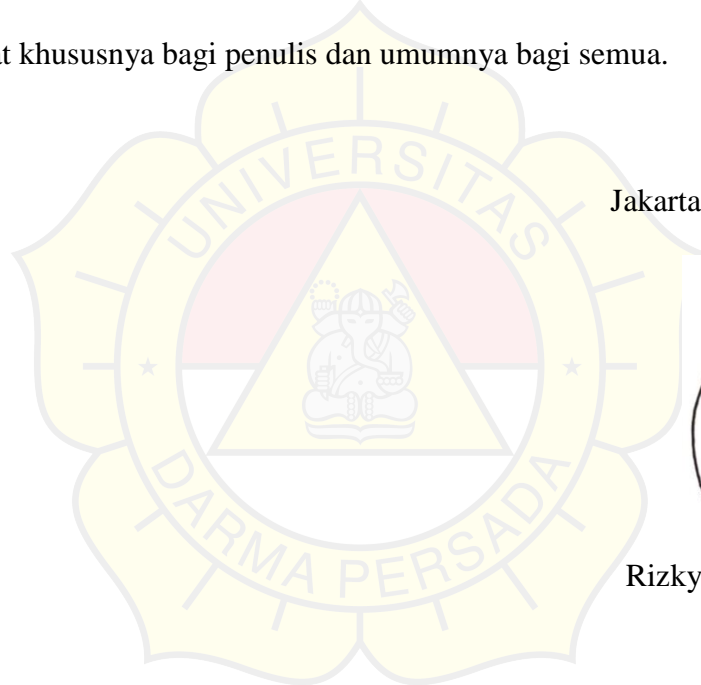 t khususnya bagi penulis dan umumnya bagi semua.
Jakarta
UNIVERSITAS
DARMA PERSADA
Rizky